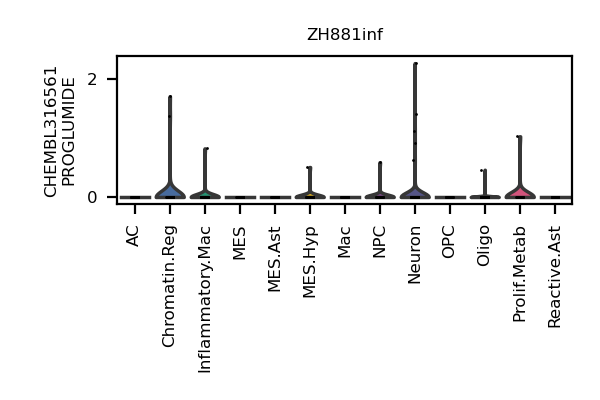 ZH881inf
CHEMBL316561
PROGLUMIDE
2
0
AC
Chromatin.Reg
Inflammatory.Mac
MES
MES.Ast
MES.Hyp
Mac
NPC
Neuron
OPC
Oligo
Prolif.Metab
Reactive.Ast